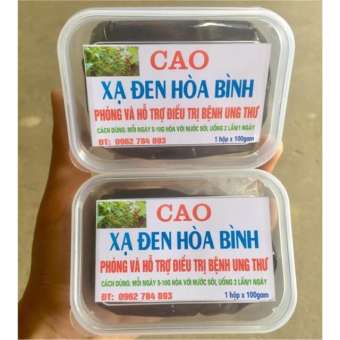 CAO
XẠ ĐEN HÒA BÌNH
PHÒNG VÀ HỖ TRỢ ĐIỀU TRỊ BỆNH UNG THƯ
CÁCH DÙNG: MỖI NGÀY 5-10G HÒA VỚI NƯỚC SÔI, UỐNG 2 LẦN/1 NGÀY
ĐT: 0962 784 893
1 hộp x 100gam
CAO
XẠ ĐEN HÒA BÌNH
PHÒNG VÀ HỖ TRỢ ĐIỀU TRỊ BỆNH UNG THƯ
CÁCH DÙNG: MỖI NGÀY 5-10G HÒA VỚI NƯỚC SÔI, UỐNG 2 LẦN/1 NGÀY
ĐT: 0962 784 893
1 hộp x 100gam